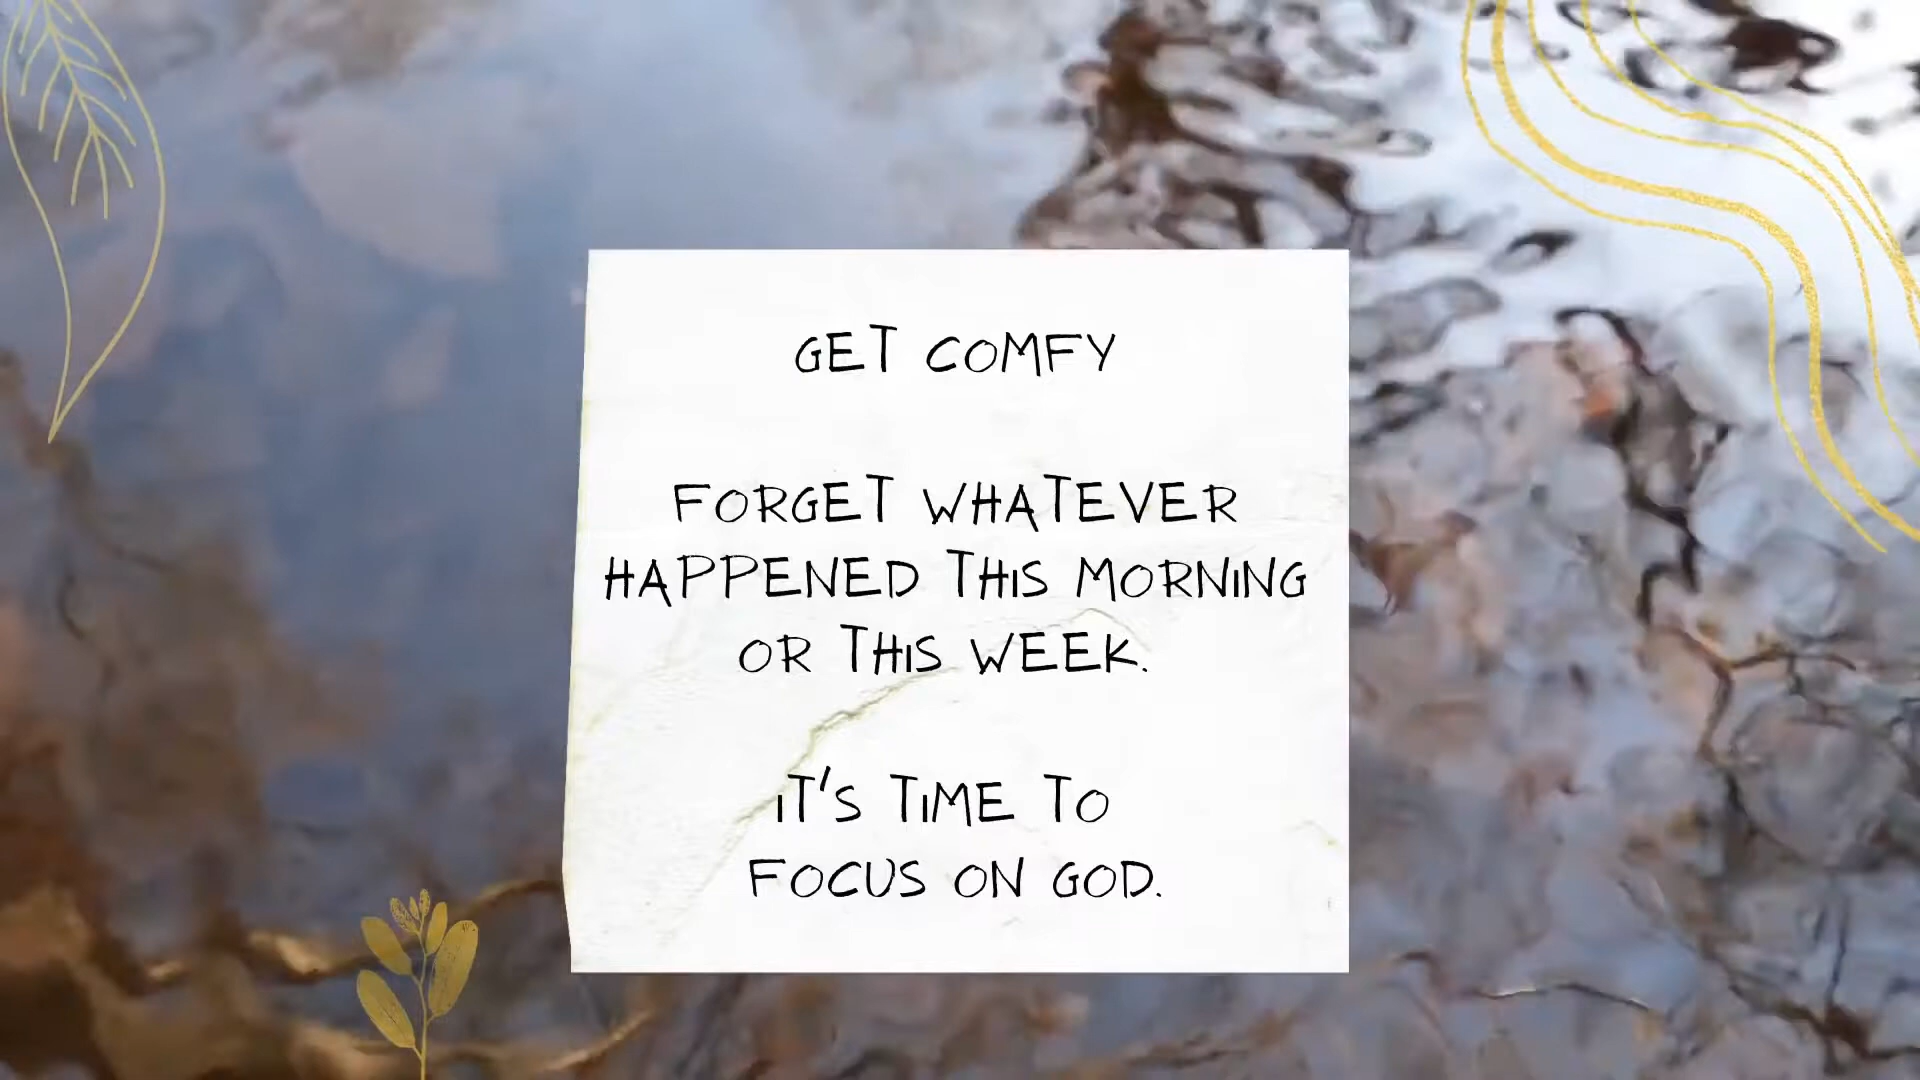 GET COMFY
FORGET WHATEVER
HAPPENED THIS MORNING
OR THIS WEEK.
IT'S TIME TO
FOCUS ON GOD.